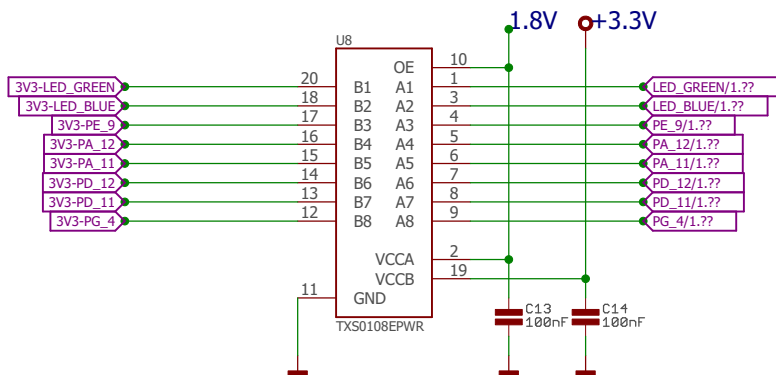 1.8V +3.3V
U8
OE 10
3V3-LED_GREEN 20 B1 A1 1 LED_GREEN/1.??
3V3-LED_BLUE 18 B2 A2 3 LED_BLUE/1.??
3V3-PE_9 17 B3 A3 4 PE_9/1.??
3V3-PA_12 16 B4 A4 5 PA_12/1.??
3V3-PA_11 15 B5 A5 6 PA_11/1.??
3V3-PD_12 14 B6 A6 7 PD_12/1.??
3V3-PD_11 13 B7 A7 8 PD_11/1.??
3V3-PG_4 12 B8 A8 9 PG_4/1.??
VCCA 2
VCCB 19
11 GND
C13 C14
100nF 100nF
TXS0108EPWR